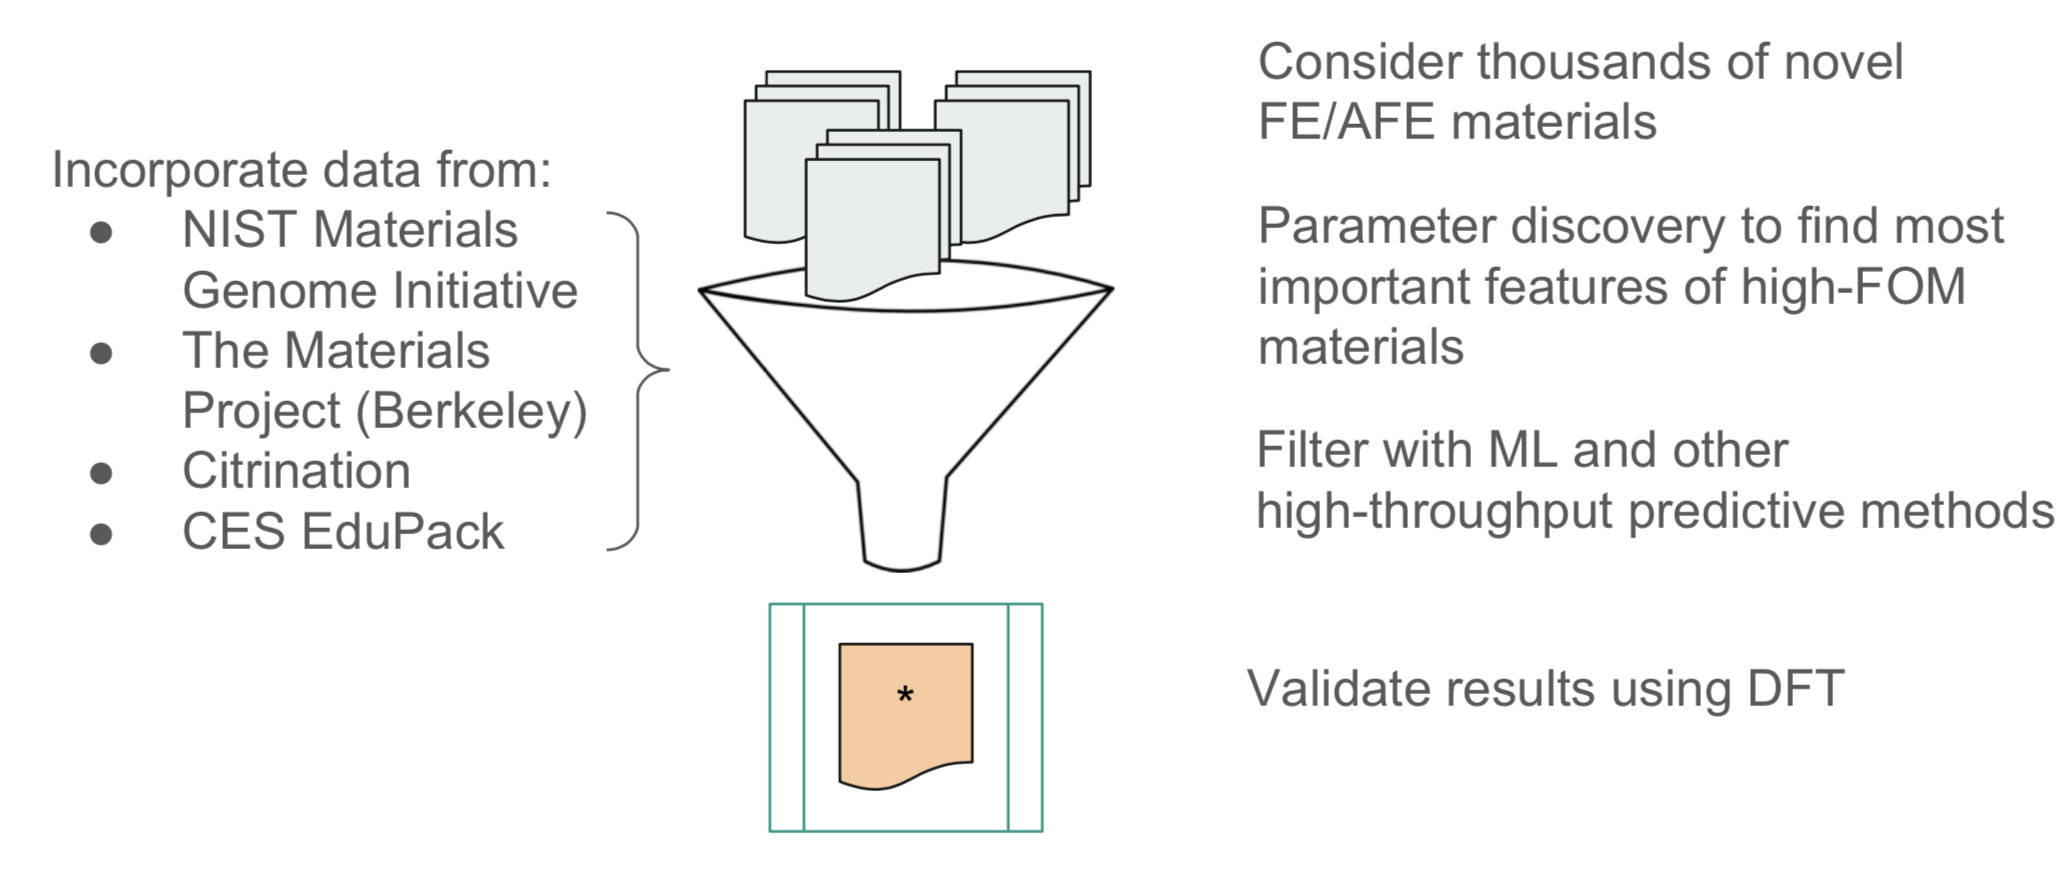 Incorporate data from:
● NIST Materials
Genome Initiative
● The Materials
Project (Berkeley)
● Citrination
● CES EduPack
*
Consider thousands of novel
FE/AFE materials
Parameter discovery to find most
important features of high-FOM
materials
Filter with ML and other
high-throughput predictive methods
Validate results using DFT